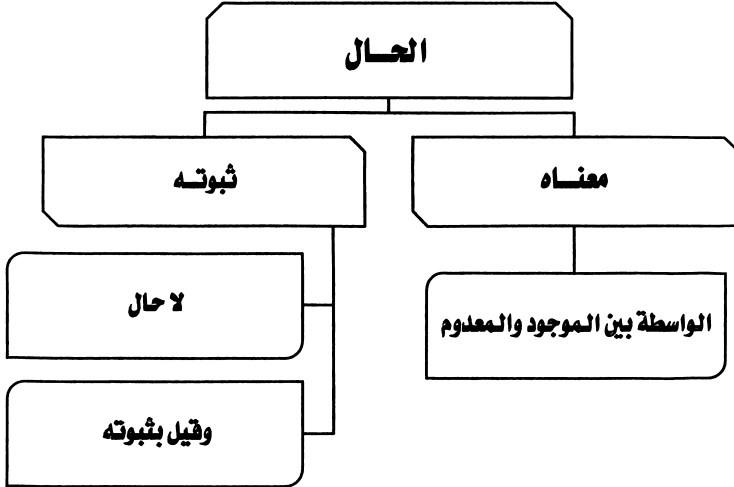 الحال
معناه
ثبوته
الواسطة بين الموجود والمعدوم
لا حال
وقيل بثبوته